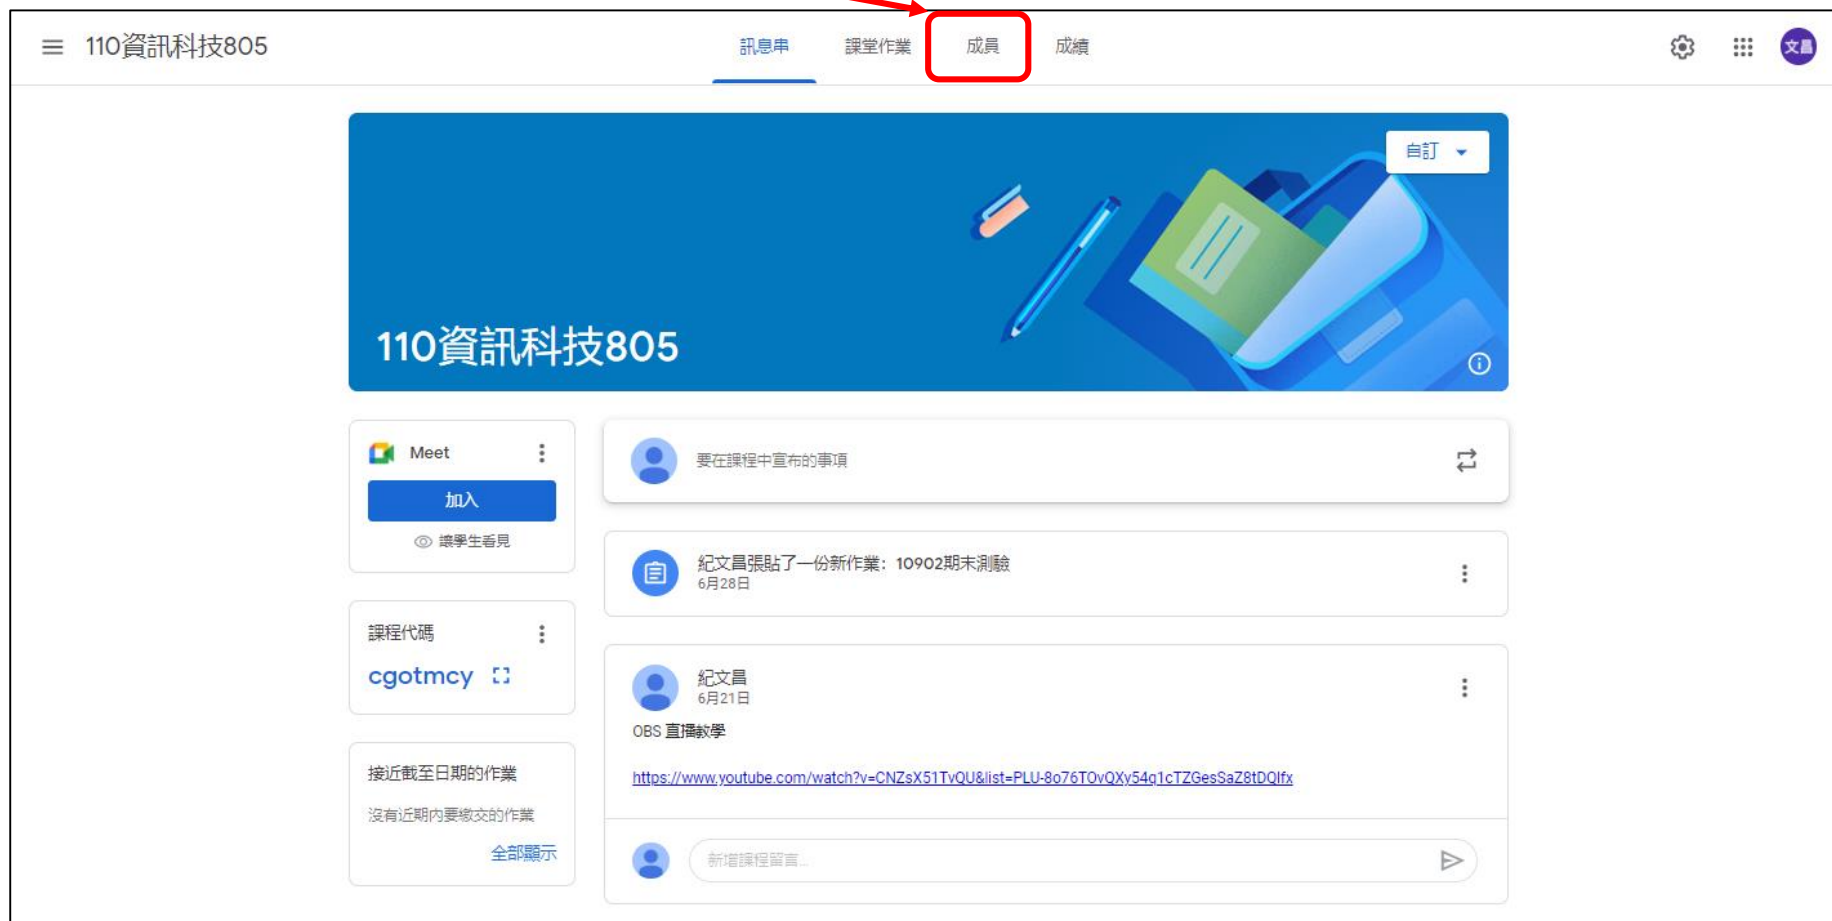 110資訊科技805
訊息串
課堂作業
成員
成績
文昌
自訂
110資訊科技805
Meet
加入
讓學生看見
要在課程中宣布的事項
紀文昌張貼了一份新作業：10902期末測驗
6月28日
課程代碼
cgotmcy
紀文昌
6月21日
OBS 直播教學
https://www.youtube.com/watch?v=CNZsX51TvQU&list=PLU-8o76TOvQXy54q1cTZGesSaZ8tDQlfx
接近截至日期的作業
沒有近期內要繳交的作業
全部顯示
新增課程留言...